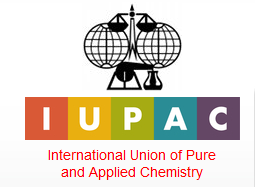 IUPAC
International Union of Pure
and Applied Chemistry